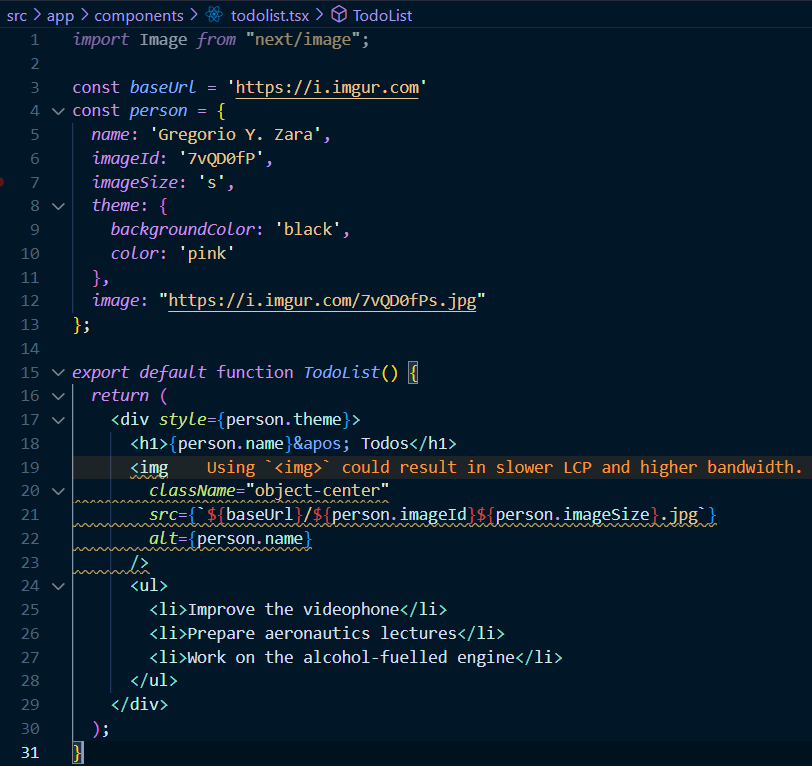 src > app > components > todolist.tsx > TodoList
1 import Image from "next/image";
2
3 const baseUrl = 'https://i.imgur.com'
4 const person = {
5 name: 'Gregorio Y. Zara',
6 imageId: '7vQD0fP',
7 imageSize: 's',
8 theme: {
9 backgroundColor: 'black',
10 color: 'pink'
11 },
12 image: "https://i.imgur.com/7vQD0fPs.jpg"
13 };
14
15 export default function TodoList() {
16 return (
17 <div style={person.theme}>
18 <h1>{person.name}&apos; Todos</h1>
19 <img Using `<img>` could result in slower LCP and higher bandwidth.
20 className="object-center"
21 src={`${baseUrl}/${person.imageId}${person.imageSize}.jpg`}
22 alt={person.name}
23 />
24 <ul>
25 <li>Improve the videophone</li>
26 <li>Prepare aeronautics lectures</li>
27 <li>Work on the alcohol-fuelled engine</li>
28 </ul>
29 </div>
30 );
31 }